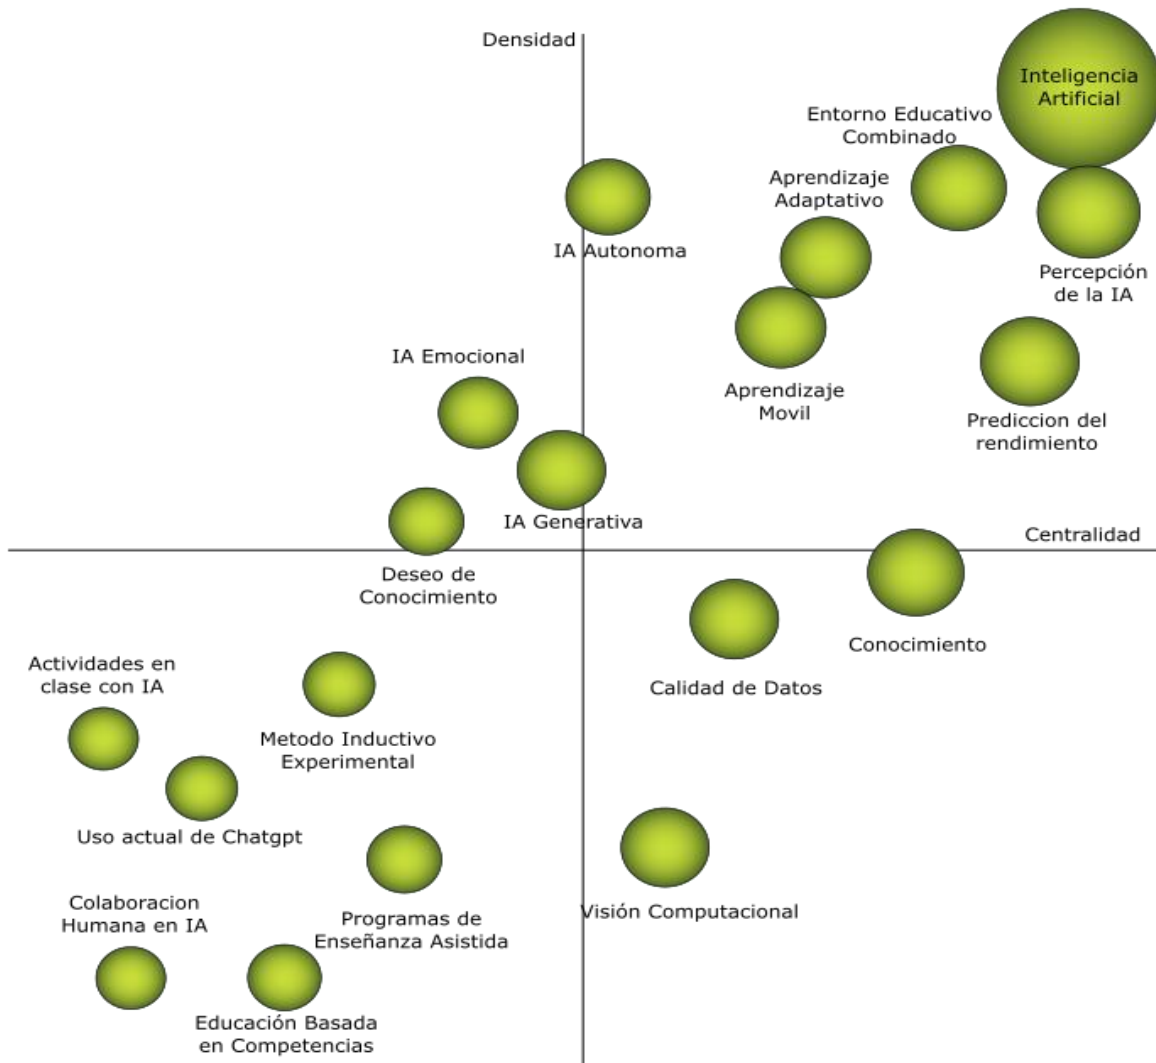 Densidad
Inteligencia
Artificial
Entorno Educativo
Combinado
Aprendizaje
Adaptativo
IA Autonoma
Percepción
de la IA
IA Emocional
Aprendizaje
Movil
Prediccion del
rendimiento
IA Generativa
Centralidad
Deseo de
Conocimiento
Conocimiento
Actividades en
clase con IA
Calidad de Datos
Metodo Inductivo
Experimental
Uso actual de Chatgpt
Colaboracion
Humana en IA
Programas de
Enseñanza Asistida
Visión Computacional
Educación Basada
en Competencias